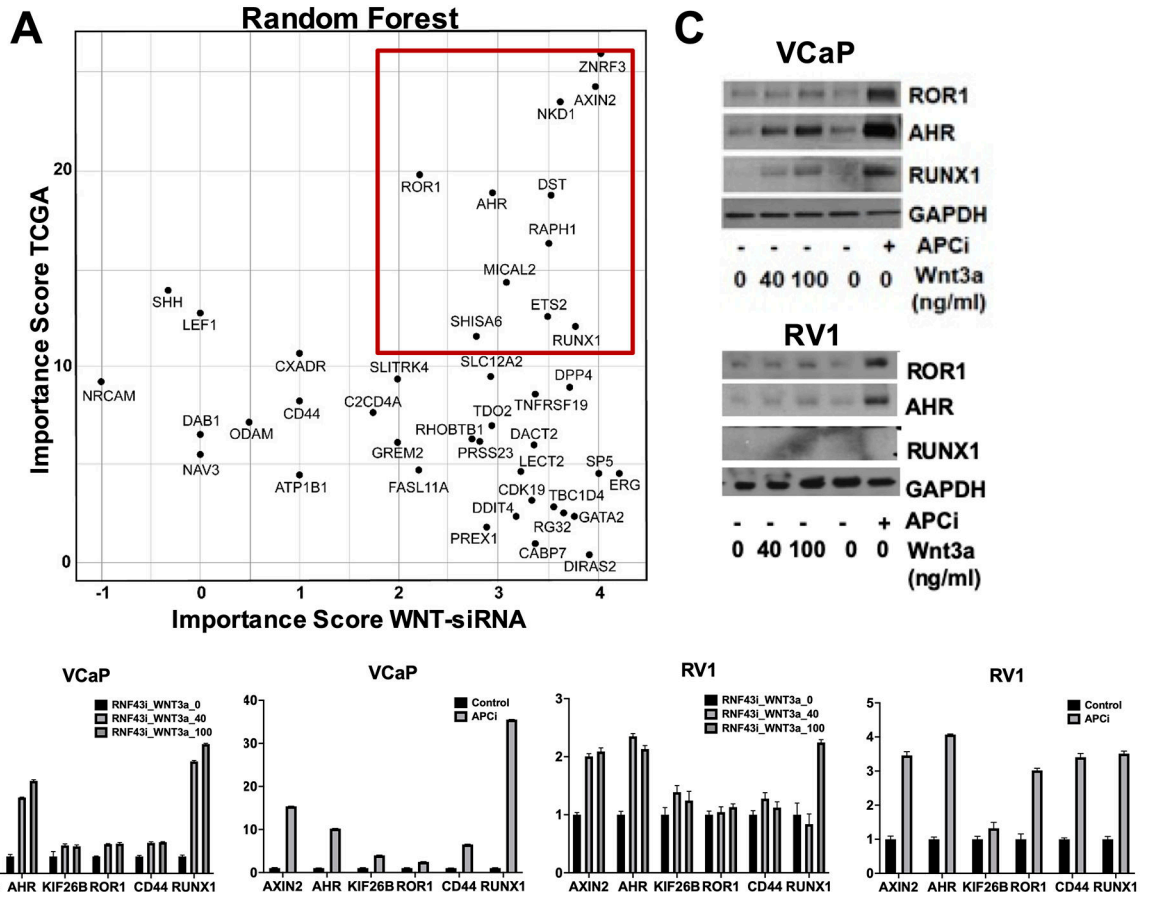 A
Random Forest
Importance Score TCGA
20
10
0
ZNRF3
AXIN2
NKD1
ROR1
AHR
DST
RAPH1
MICAL2
ETS2
SHISA6
RUNX1
SHH
LEF1
CXADR
SLITRK4
SLC12A2
DPP4
NRCAM
C2CD4A
TNFRSF19
CD44
TDO2
DAB1
ODAM
RHOBTB1
DACT2
GREM2
PRSS23
NAV3
LECT2
SP5
ATP1B1
FASL11A
ERG
CDK19
TBC1D4
DDIT4
GATA2
RG32
PREX1
CABP7
DIRAS2
-1 0 1 2 3 4
Importance Score WNT-siRNA
C
VCaP
ROR1
AHR
RUNX1
GAPDH
- - - - + APCi
0 40 100 0 0 Wnt3a
(ng/ml)
RV1
ROR1
AHR
RUNX1
GAPDH
- - - - + APCi
0 40 100 0 0 Wnt3a
(ng/ml)
VCaP
RNF43i_WNT3a_0
RNF43i_WNT3a_40
RNF43i_WNT3a_100
AHR KIF26B ROR1 CD44 RUNX1
VCaP
Control
APCi
40
30
20
10
0
AXIN2 AHR KIF26B ROR1 CD44 RUNX1
RV1
RNF43i_WNT3a_0
RNF43i_WNT3a_40
RNF43i_WNT3a_100
3
2
1
0
AXIN2 AHR KIF26B ROR1 CD44 RUNX1
RV1
Control
APCi
5
4
3
2
1
0
AXIN2 AHR KIF26B ROR1 CD44 RUNX1